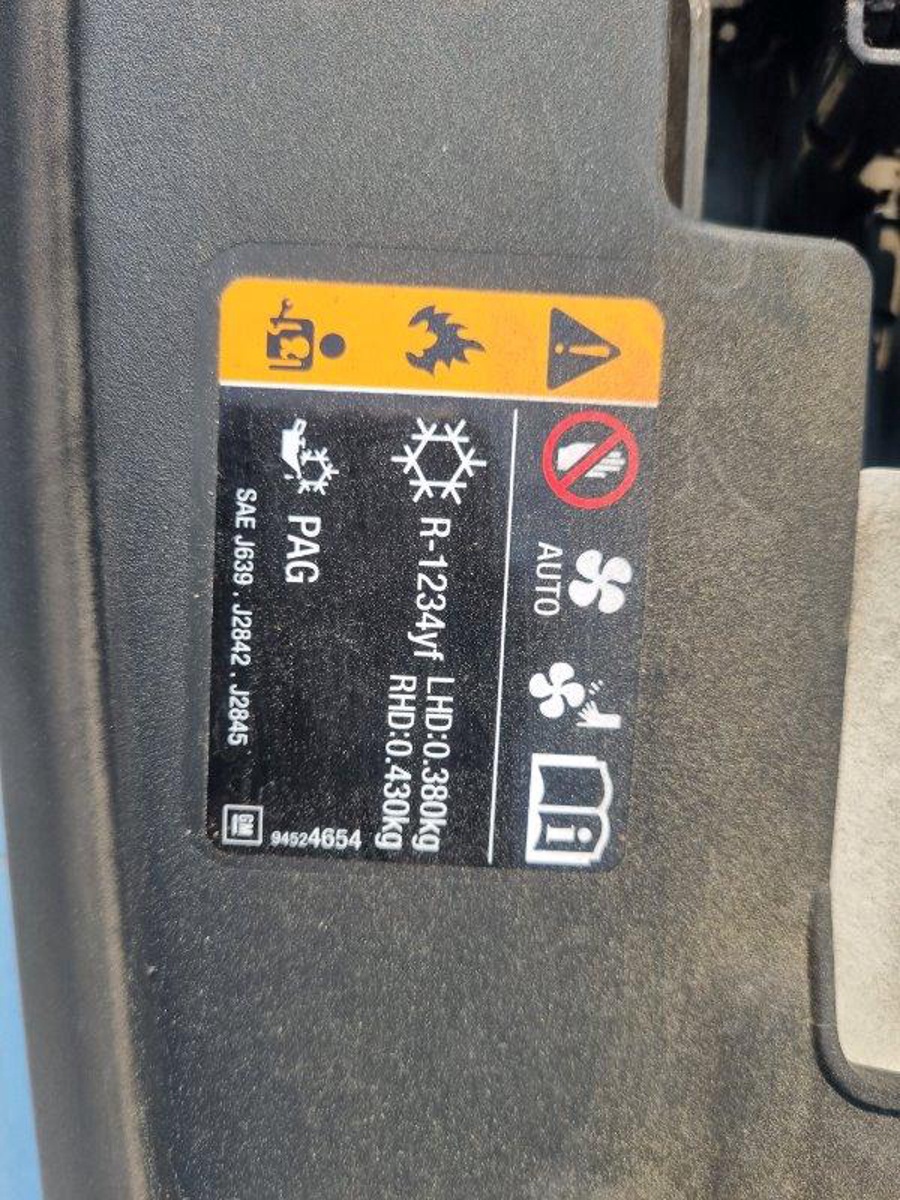 AUTO
R-1234yf LHD:0.380kg
RHD:0.430kg
PAG
SAE J639 . J2842 . J2845
94524654
GM